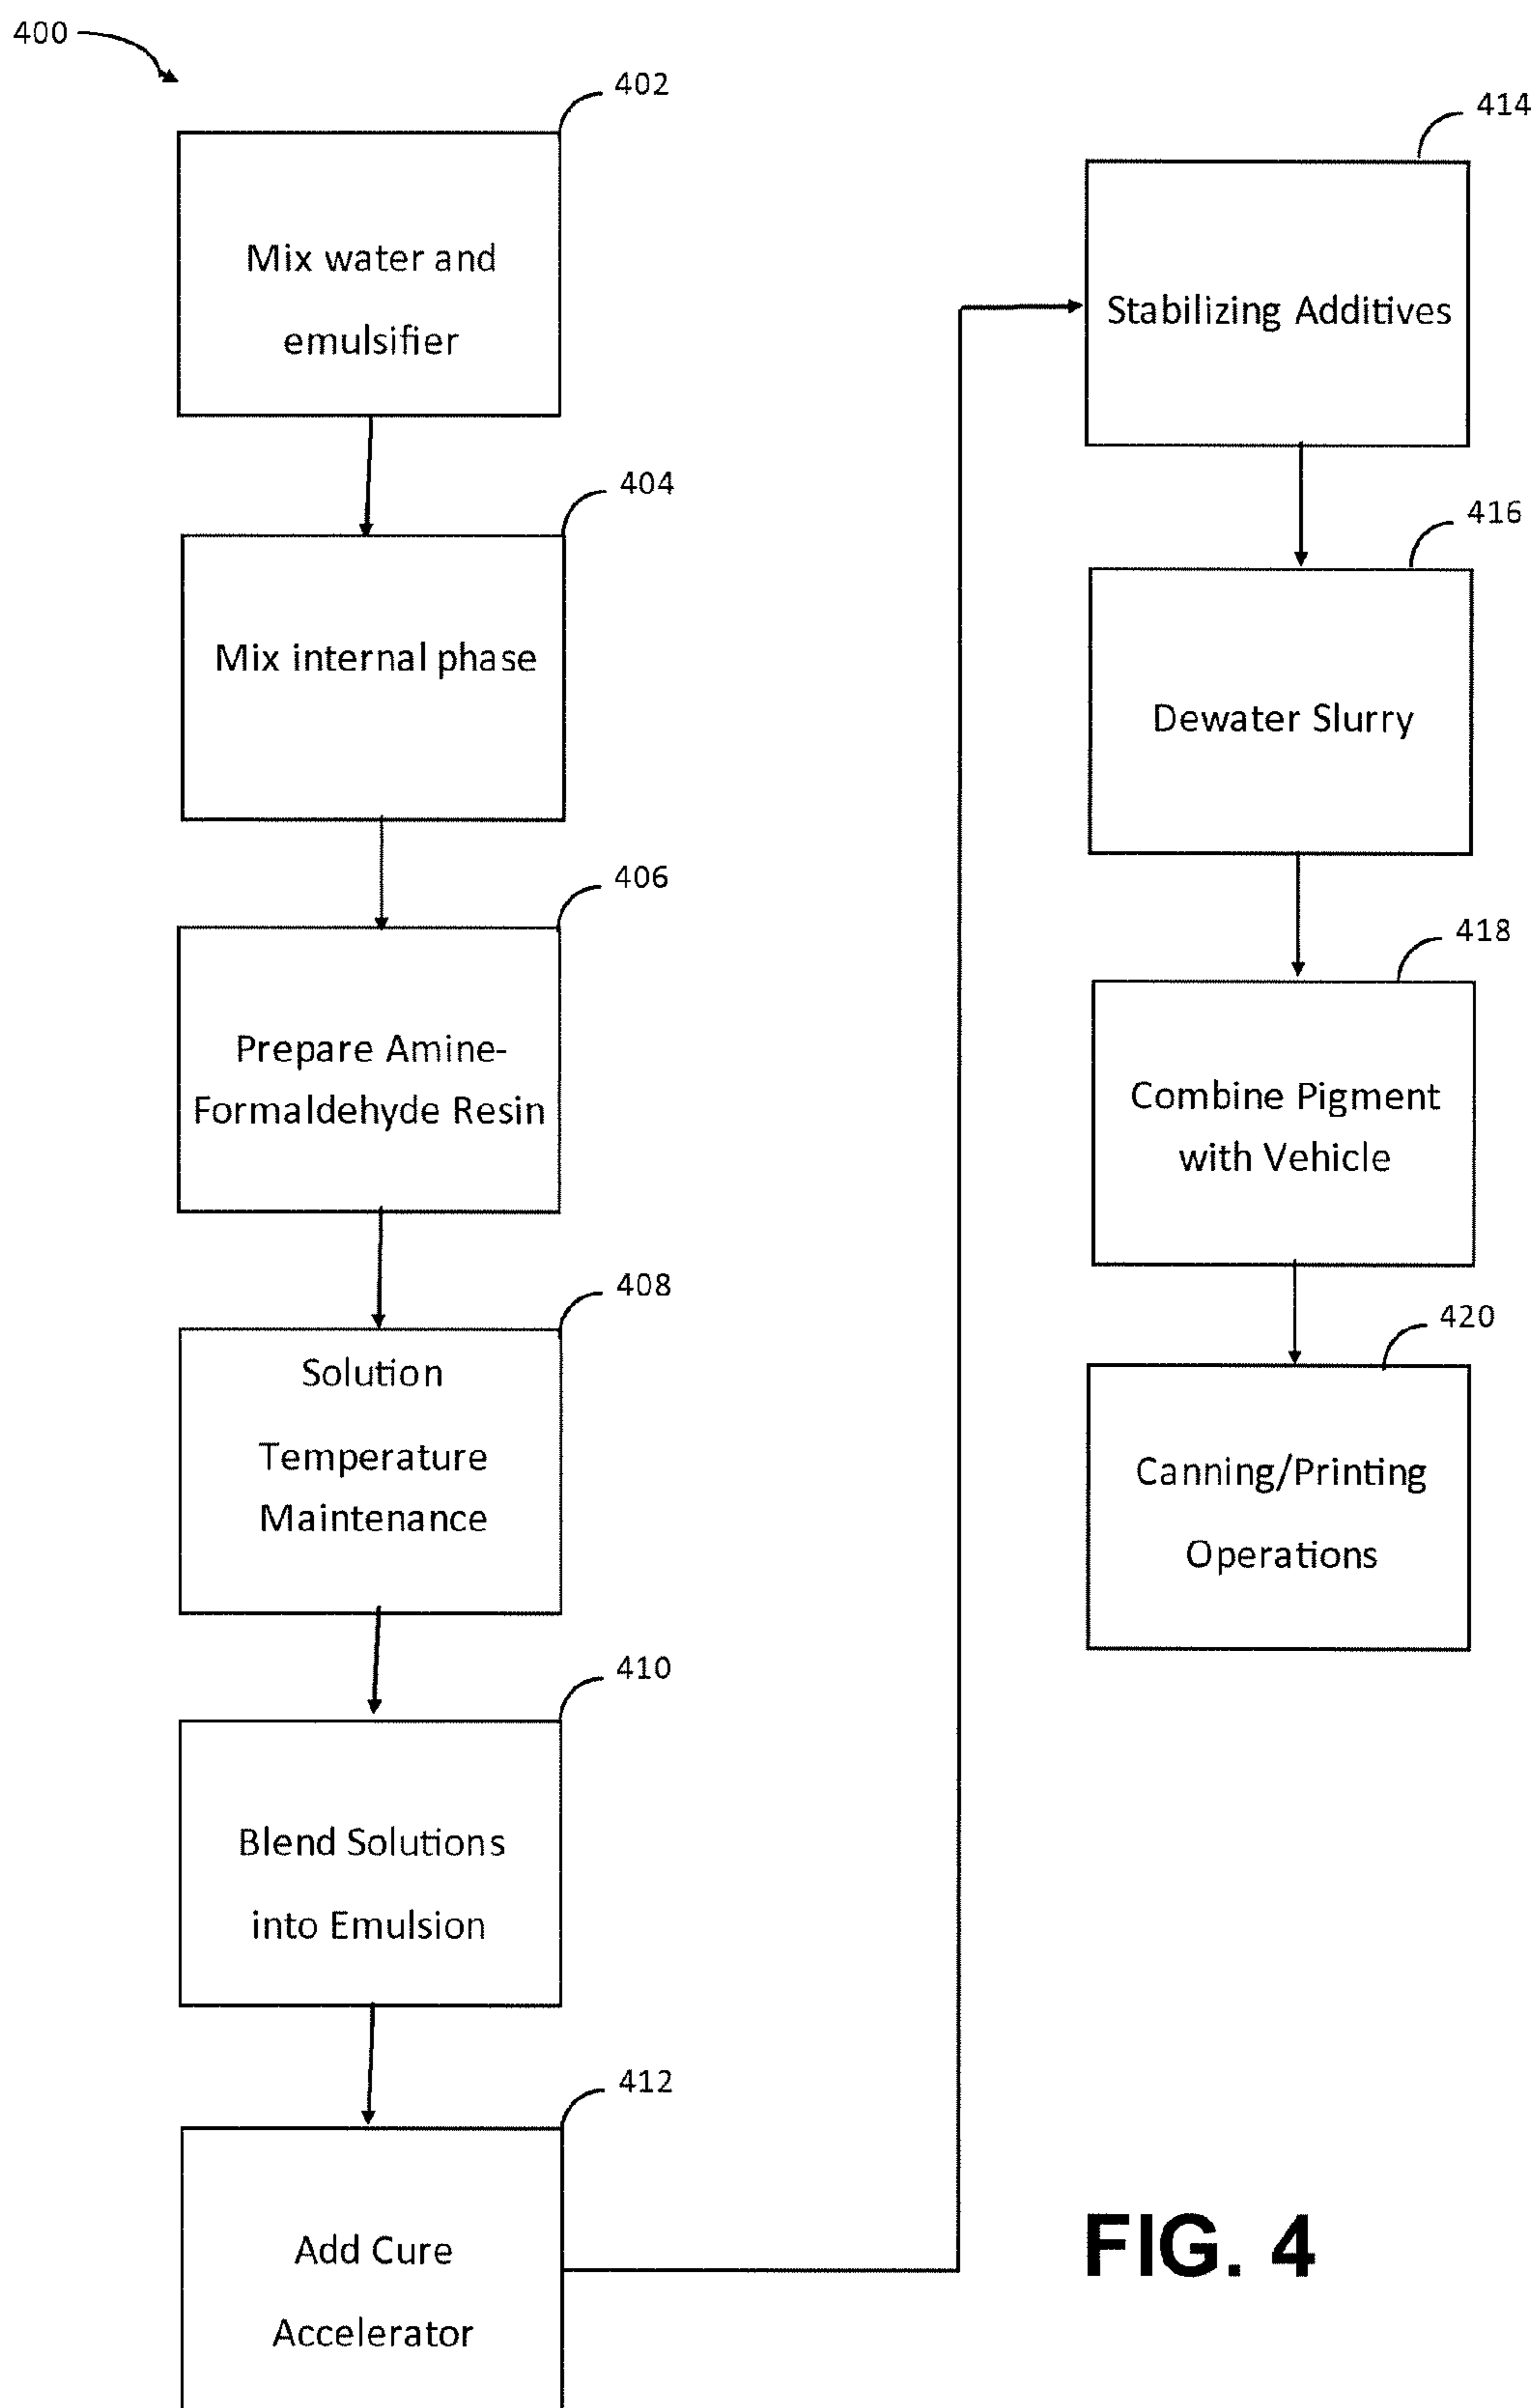 400
402
Mix water and
emulsifier
404
Mix internal phase
406
Prepare Amine-
Formaldehyde Resin
408
Solution
Temperature
Maintenance
410
Blend Solutions
into Emulsion
412
Add Cure
Accelerator
414
Stabilizing Additives
416
Dewater Slurry
418
Combine Pigment
with Vehicle
420
Canning/Printing
Operations
FIG. 4